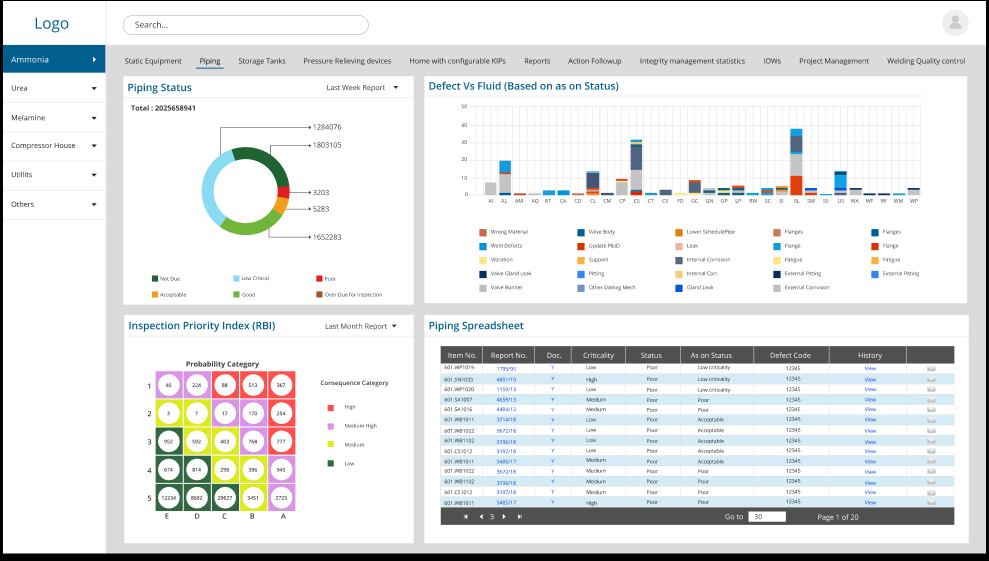 Logo
Search...
Ammonia
Urea
Melamine
Compressor House
Utillits
Others
Static Equipment Piping Storage Tanks Pressure Relieving devices Home with configurable KIPs Reports Action Followup Integrity management statistics IOWs Project Management Welding Quality control
Piping Status Last Week Report
Total : 2025658941
1284076
1803105
3203
5283
1652283
Not Due Low Critical Poor
Acceptable Good Over Due for Inspection
Defect Vs Fluid (Based on as on Status)
50
40
30
20
10
0
AI AL AM AQ AT CA CD CL CM CP CS CT CX FD GC GN GP LP RW SC SI SL SM SS US WA WF WI WM WP
Wrong Material Valve Body Lower SchedulePipe Flanges Flanges
Weld Defects Update P&ID Leak Flange Flange
Vibration Support Internal Corrosion Fatigue Fatigue
Valve Gland Leak Pitting Internal Corr. External Pitting External Pitting
Valve Bonnet Other Damag Mech Gland Leak External Corrosion
Inspection Priority Index (RBI) Last Month Report
Probability Category
1 40 224 88 513 367
2 3 7 17 170 254
3 952 592 403 768 777
4 674 814 298 396 945
5 12234 8662 29627 3451 2723
E D C B A
Consequence Category
High
Medium High
Medium
Low
Piping Spreadsheet
Item No. Report No. Doc. Criticality Status As on Status Defect Code History
601.WP1019 1795/95 Y Low Poor Low criticality 12345 View
601.SN1033 4851/19 Y High Poor Low criticality 12345 View
601.WP1020 1159/13 Y Low Poor Low criticality 12345 View
601.SA1007 4659/13 Y Medium Poor Poor 12345 View
601.SA1016 4484/12 Y Medium Poor Poor 12345 View
601.WB1011 3714/18 Y Low Poor Acceptable 12345 View
601.WB1022 3672/18 Y Low Poor Acceptable 12345 View
601.WB1102 3196/18 Y Low Poor Acceptable 12345 View
601.CS1012 3197/18 Y Low Poor Acceptable 12345 View
601.WB1011 5485/17 Y Medium Poor Acceptable 12345 View
601.WB1022 3672/18 Y Medium Poor Poor 12345 View
601.WB1102 3196/18 Y Medium Poor Poor 12345 View
601.CS1012 3197/18 Y Medium Poor Poor 12345 View
601.WB1011 5485/17 Y High Poor Poor 12345 View
3 Go to 30 Page 1 of 20